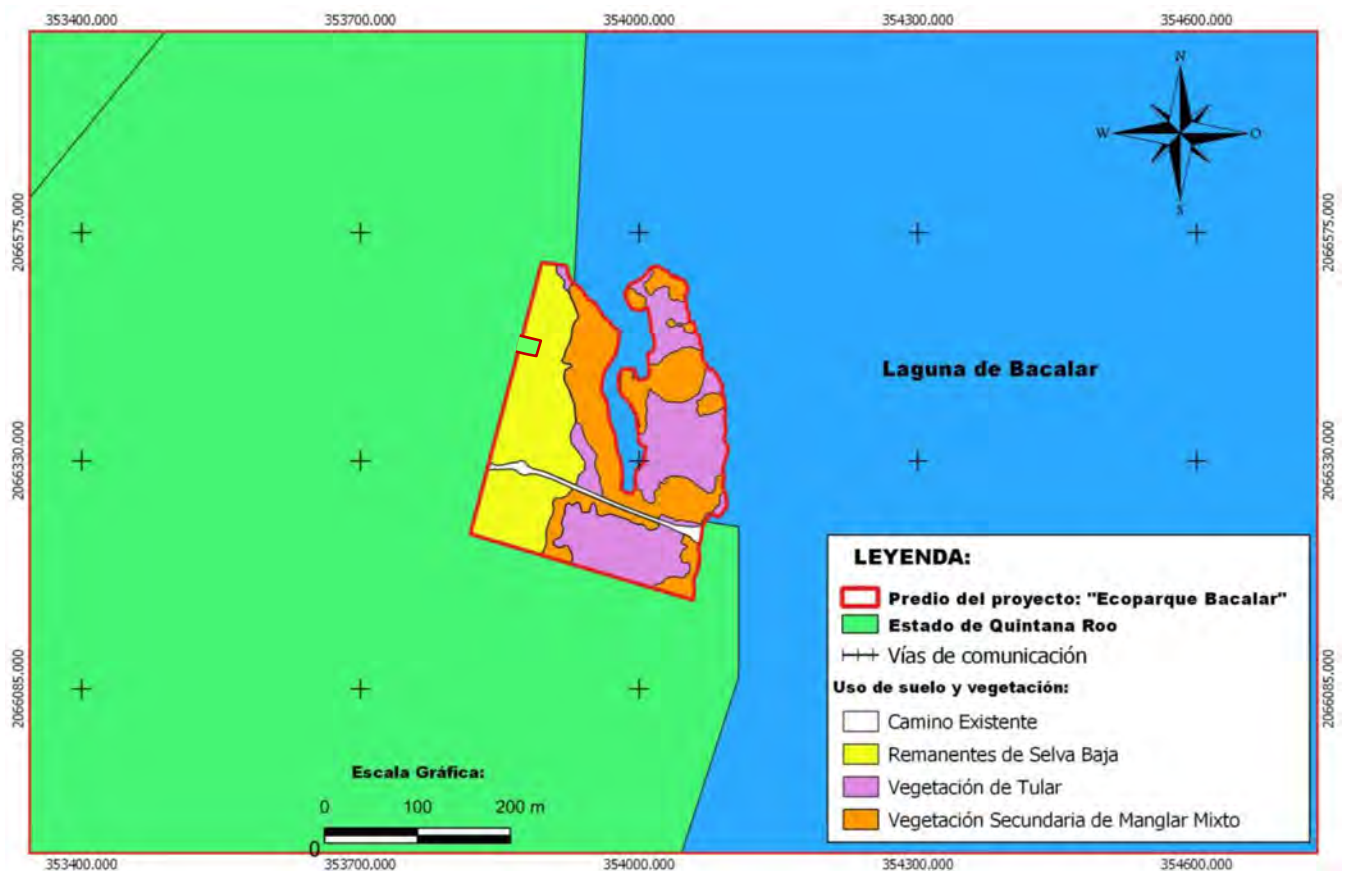 353400.000 353700.000 354000.000 354300.000 354600.000
N
W O
S
2066575.000 2066575.000
Laguna de Bacalar
2066330.000 2066330.000
LEYENDA:
Predio del proyecto: "Ecoparque Bacalar"
Estado de Quintana Roo
Vías de comunicación
Uso de suelo y vegetación:
Camino Existente
Remanentes de Selva Baja
Vegetación de Tular
Vegetación Secundaria de Manglar Mixto
2066085.000 2066085.000
Escala Gráfica:
0 100 200 m
0
353400.000 353700.000 354000.000 354300.000 354600.000